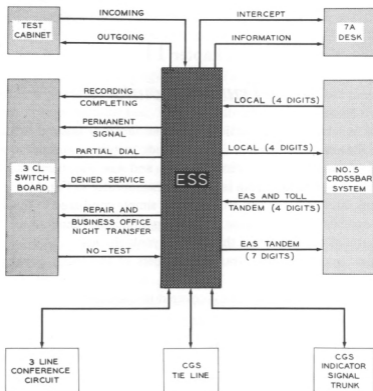 TEST
CABINET
INCOMING
OUTGOING
INTERCEPT
INFORMATION
7A
DESK
3 CL
SWITCH-
BOARD
RECORDING
COMPLETING
PERMANENT
SIGNAL
PARTIAL DIAL
DENIED SERVICE
REPAIR AND
BUSINESS OFFICE
NIGHT TRANSFER
NO-TEST
ESS
LOCAL (4 DIGITS)
LOCAL (4 DIGITS)
EAS AND TOLL
TANDEM (4 DIGITS)
EAS TANDEM
(7 DIGITS)
NO. 5
CROSSBAR
SYSTEM
3 LINE
CONFERENCE
CIRCUIT
CGS
TIE LINE
CGS
INDICATOR
SIGNAL
TRUNK